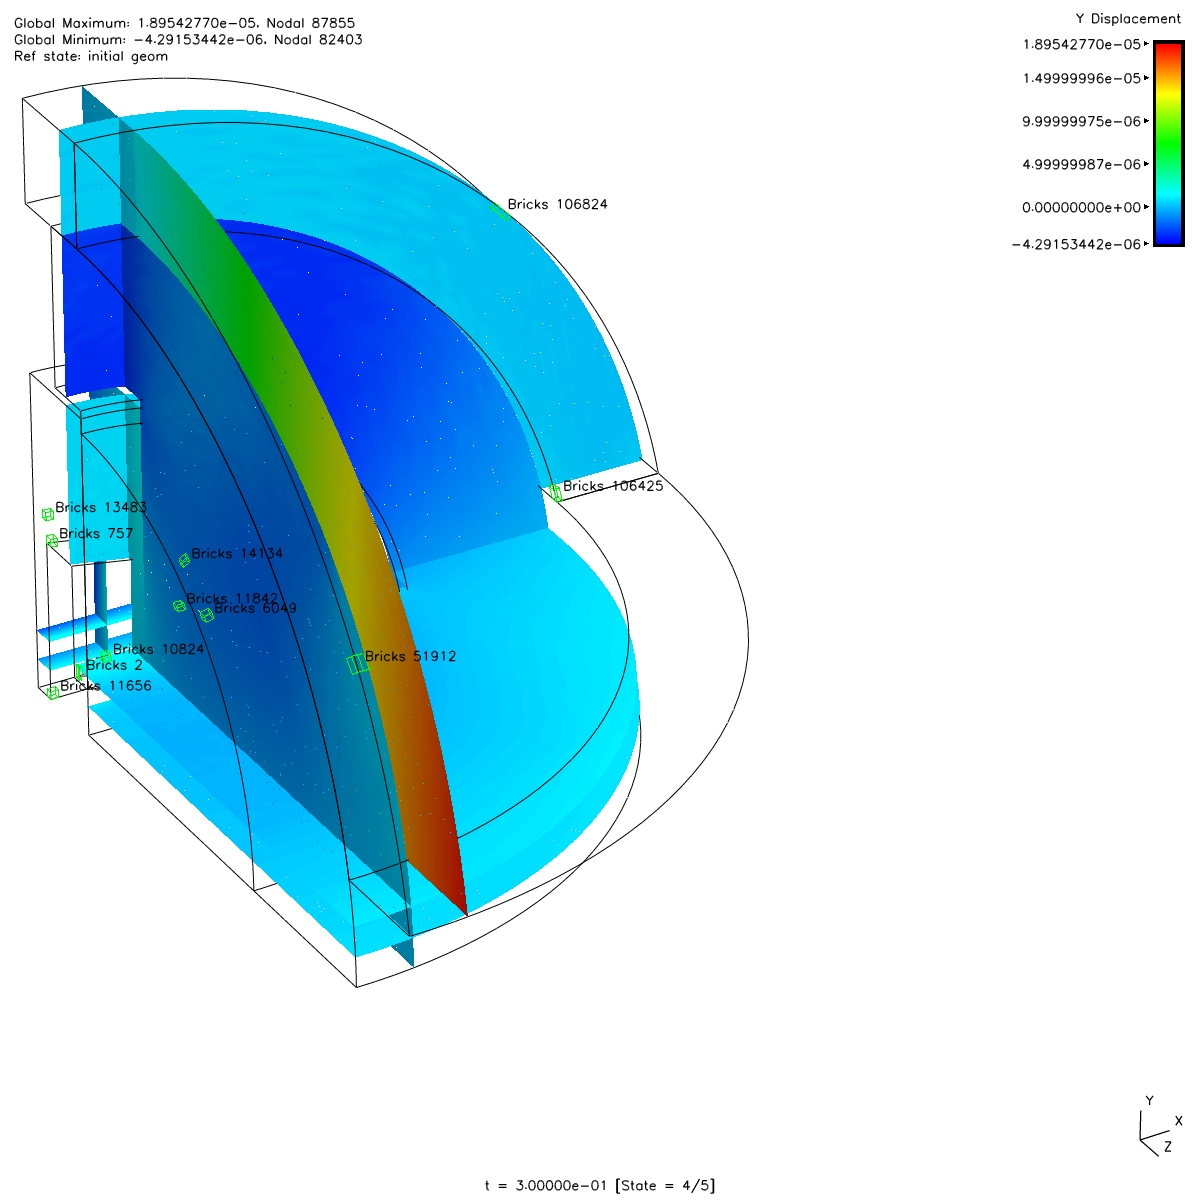 Global Maximum: 1.89542770e-05, Nodal 87855
Global Minimum: -4.29153442e-06, Nodal 82403
Ref state: initial geom
Y Displacement
1.89542770e-05
1.49999996e-05
9.99999975e-06
4.99999987e-06
0.00000000e+00
-4.29153442e-06
Bricks 106824
Bricks 106425
Bricks 13483
Bricks 757
Bricks 14134
Bricks 11842
Bricks 6049
Bricks 10824
Bricks 51912
Bricks 2
Bricks 11656
Y
X
Z
t = 3.00000e-01 [State = 4/5]